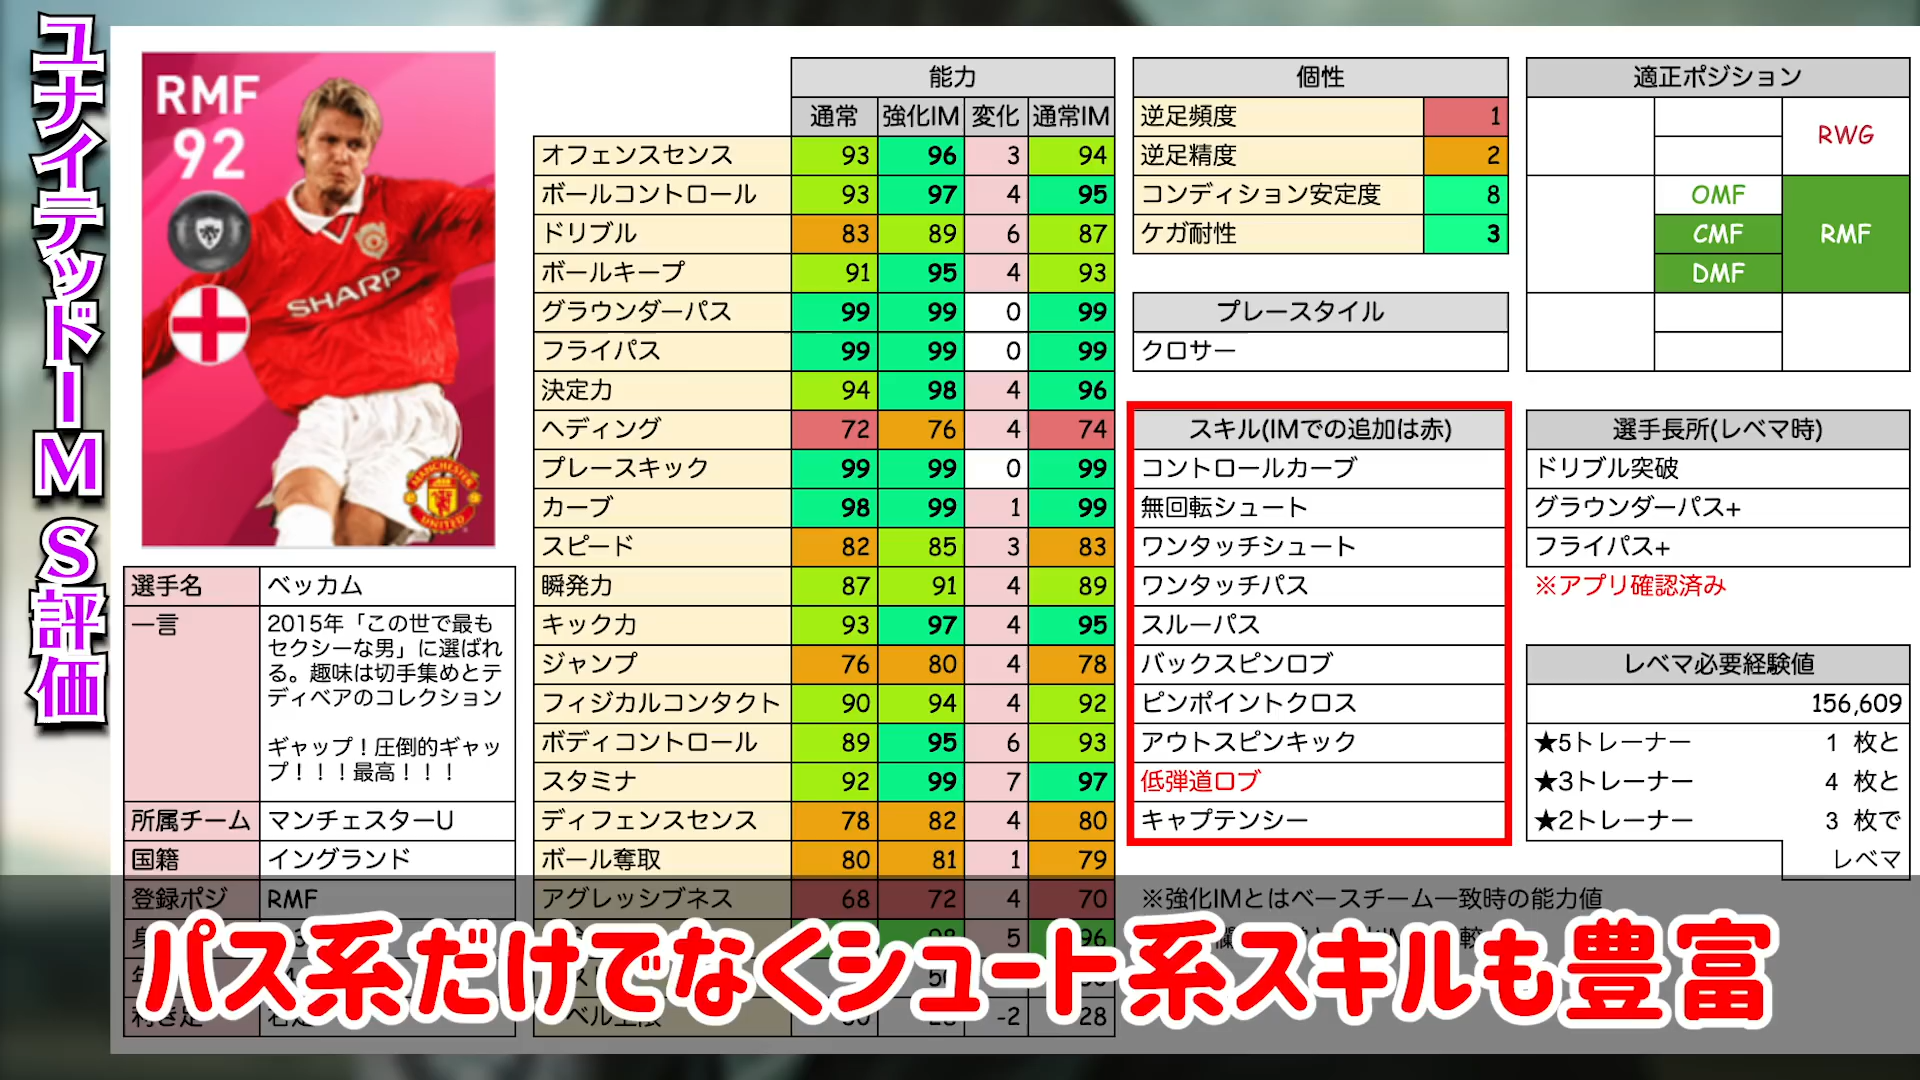 ユナイテッドIM S評価
RMF
92
SHARP
MANCHESTER
UNITED
選手名 ベッカム
一言 2015年「この世で最も
セクシーな男」に選ばれ
る。趣味は切手集めとテ
ディベアのコレクション
ギャップ！圧倒的ギャッ
プ！！！最高！！！
所属チーム マンチェスターU
国籍 イングランド
登録ポジ RMF
能力
通常 強化IM 変化 通常IM
オフェンスセンス 93 96 3 94
ボールコントロール 93 97 4 95
ドリブル 83 89 6 87
ボールキープ 91 95 4 93
グラウンダーパス 99 99 0 99
フライパス 99 99 0 99
決定力 94 98 4 96
ヘディング 72 76 4 74
プレースキック 99 99 0 99
カーブ 98 99 1 99
スピード 82 85 3 83
瞬発力 87 91 4 89
キック力 93 97 4 95
ジャンプ 76 80 4 78
フィジカルコンタクト 90 94 4 92
ボディコントロール 89 95 6 93
スタミナ 92 99 7 97
ディフェンスセンス 78 82 4 80
ボール奪取 80 81 1 79
アグレッシブネス 68 72 4 70
5 96
-2 28
個性
逆足頻度 1
逆足精度 2
コンディション安定度 8
ケガ耐性 3
プレースタイル
クロサー
スキル(IMでの追加は赤)
コントロールカーブ
無回転シュート
ワンタッチシュート
ワンタッチパス
スルーパス
バックスピンロブ
ピンポイントクロス
アウトスピンキック
低弾道ロブ
キャプテンシー
※強化IMとはベースチーム一致時の能力値
適正ポジション
RWG
OMF
CMF RMF
DMF
選手長所(レベマ時)
ドリブル突破
グラウンダーパス+
フライパス+
※アプリ確認済み
レベマ必要経験値
156,609
★5トレーナー 1 枚と
★3トレーナー 4 枚と
★2トレーナー 3 枚で
レベマ
パス系だけでなくシュート系スキルも豊富